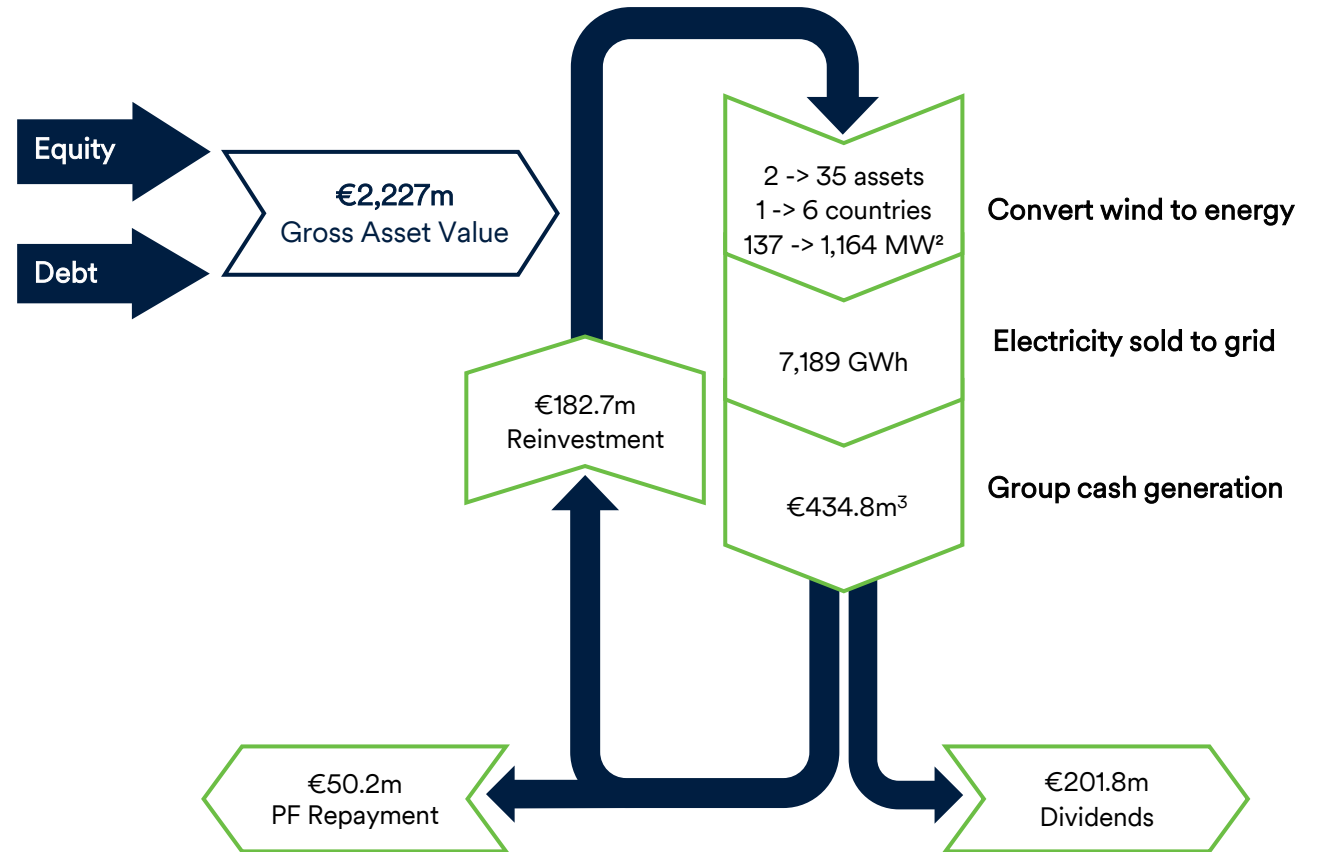 Equity
Debt
€2,227m
Gross Asset Value
2 -> 35 assets
1 -> 6 countries
137 -> 1,164 MW²
Convert wind to energy
7,189 GWh
Electricity sold to grid
€182.7m
Reinvestment
€434.8m³
Group cash generation
€50.2m
PF Repayment
€201.8m
Dividends